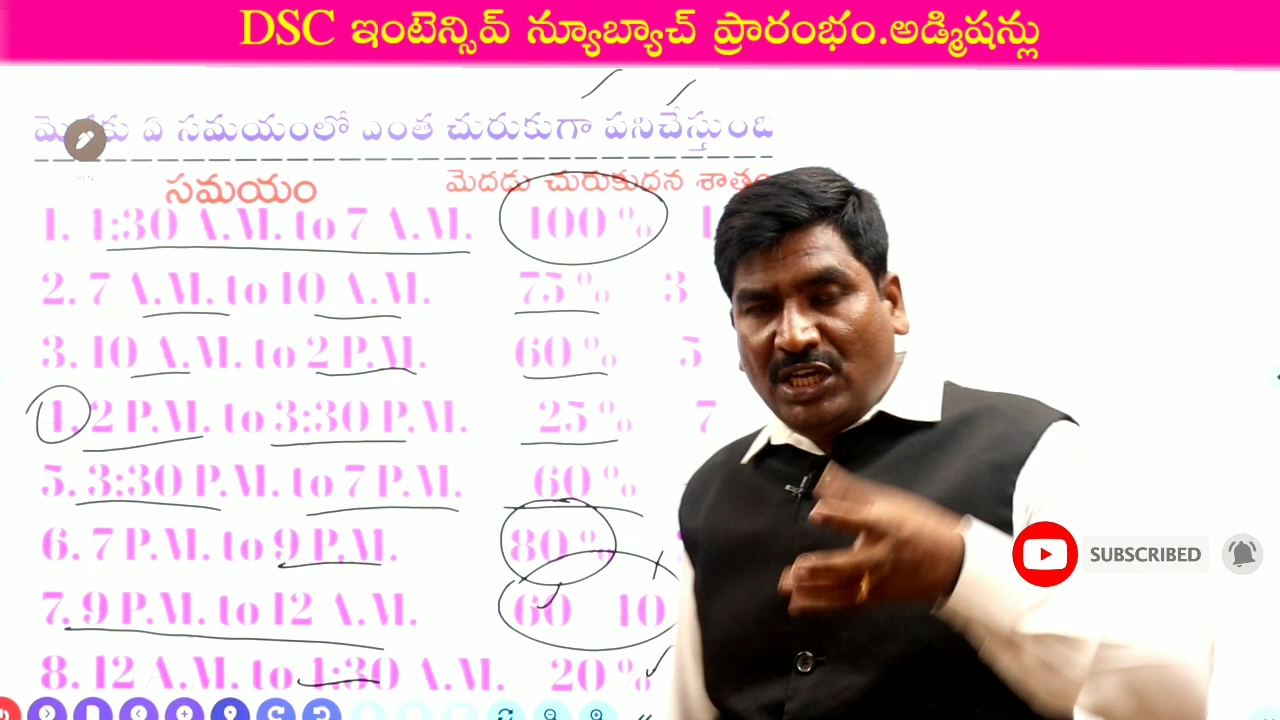 DSC ఇంటెన్సివ్ న్యూబ్యాచ్ ప్రారంభం.అడ్మిషన్లు
ఏ సమయంలో ఎంత చురుకుగా పనిచేస్తుంది
సమయం మెదడు చురుకుదన శాతం
1. 4:30 A.M. to 7 A.M. 100 % 1
2. 7 A.M. to 10 A.M. 75 % 3
3. 10 A.M. to 2 P.M. 60 % 5
4. 2 P.M. to 3:30 P.M. 25 % 7
5. 3:30 P.M. to 7 P.M. 60 %
6. 7 P.M. to 9 P.M. 80 %
7. 9 P.M. to 12 A.M. 60 40
8. 12 A.M. to 4:30 A.M. 20 %
SUBSCRIBED